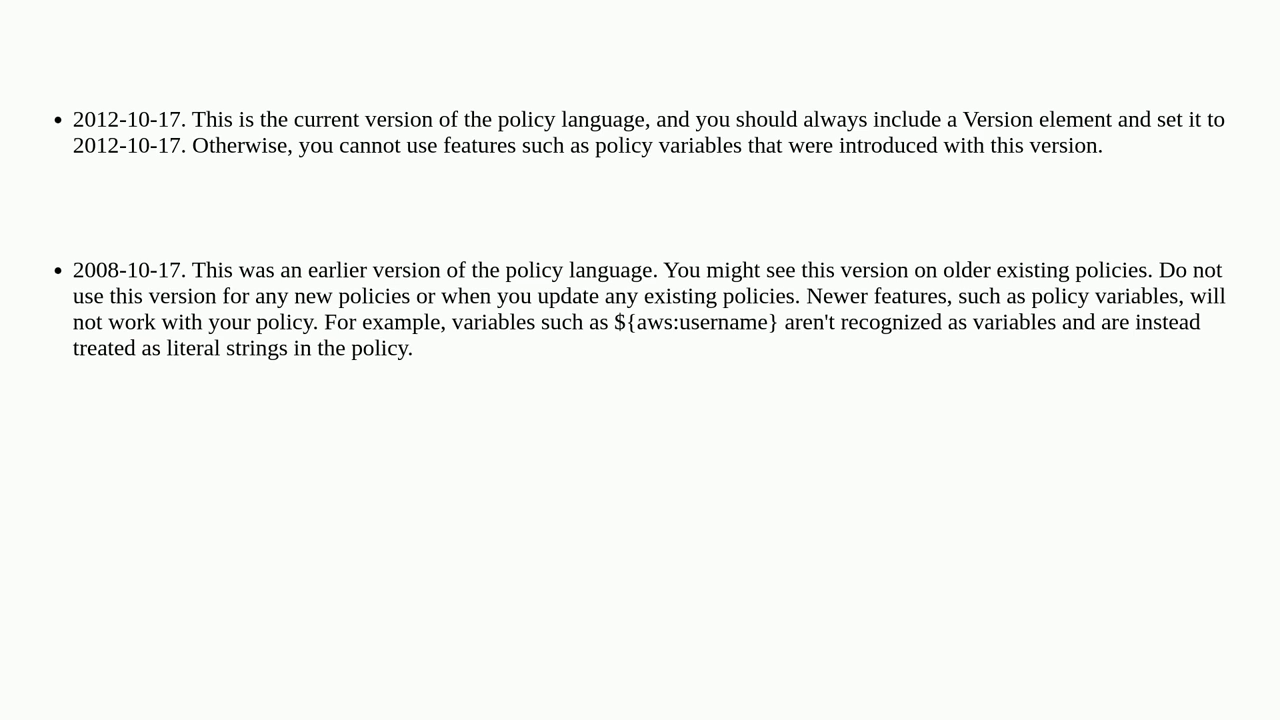 • 2012-10-17. This is the current version of the policy language, and you should always include a Version element and set it to
2012-10-17. Otherwise, you cannot use features such as policy variables that were introduced with this version.
• 2008-10-17. This was an earlier version of the policy language. You might see this version on older existing policies. Do not
use this version for any new policies or when you update any existing policies. Newer features, such as policy variables, will
not work with your policy. For example, variables such as ${aws:username} aren't recognized as variables and are instead
treated as literal strings in the policy.